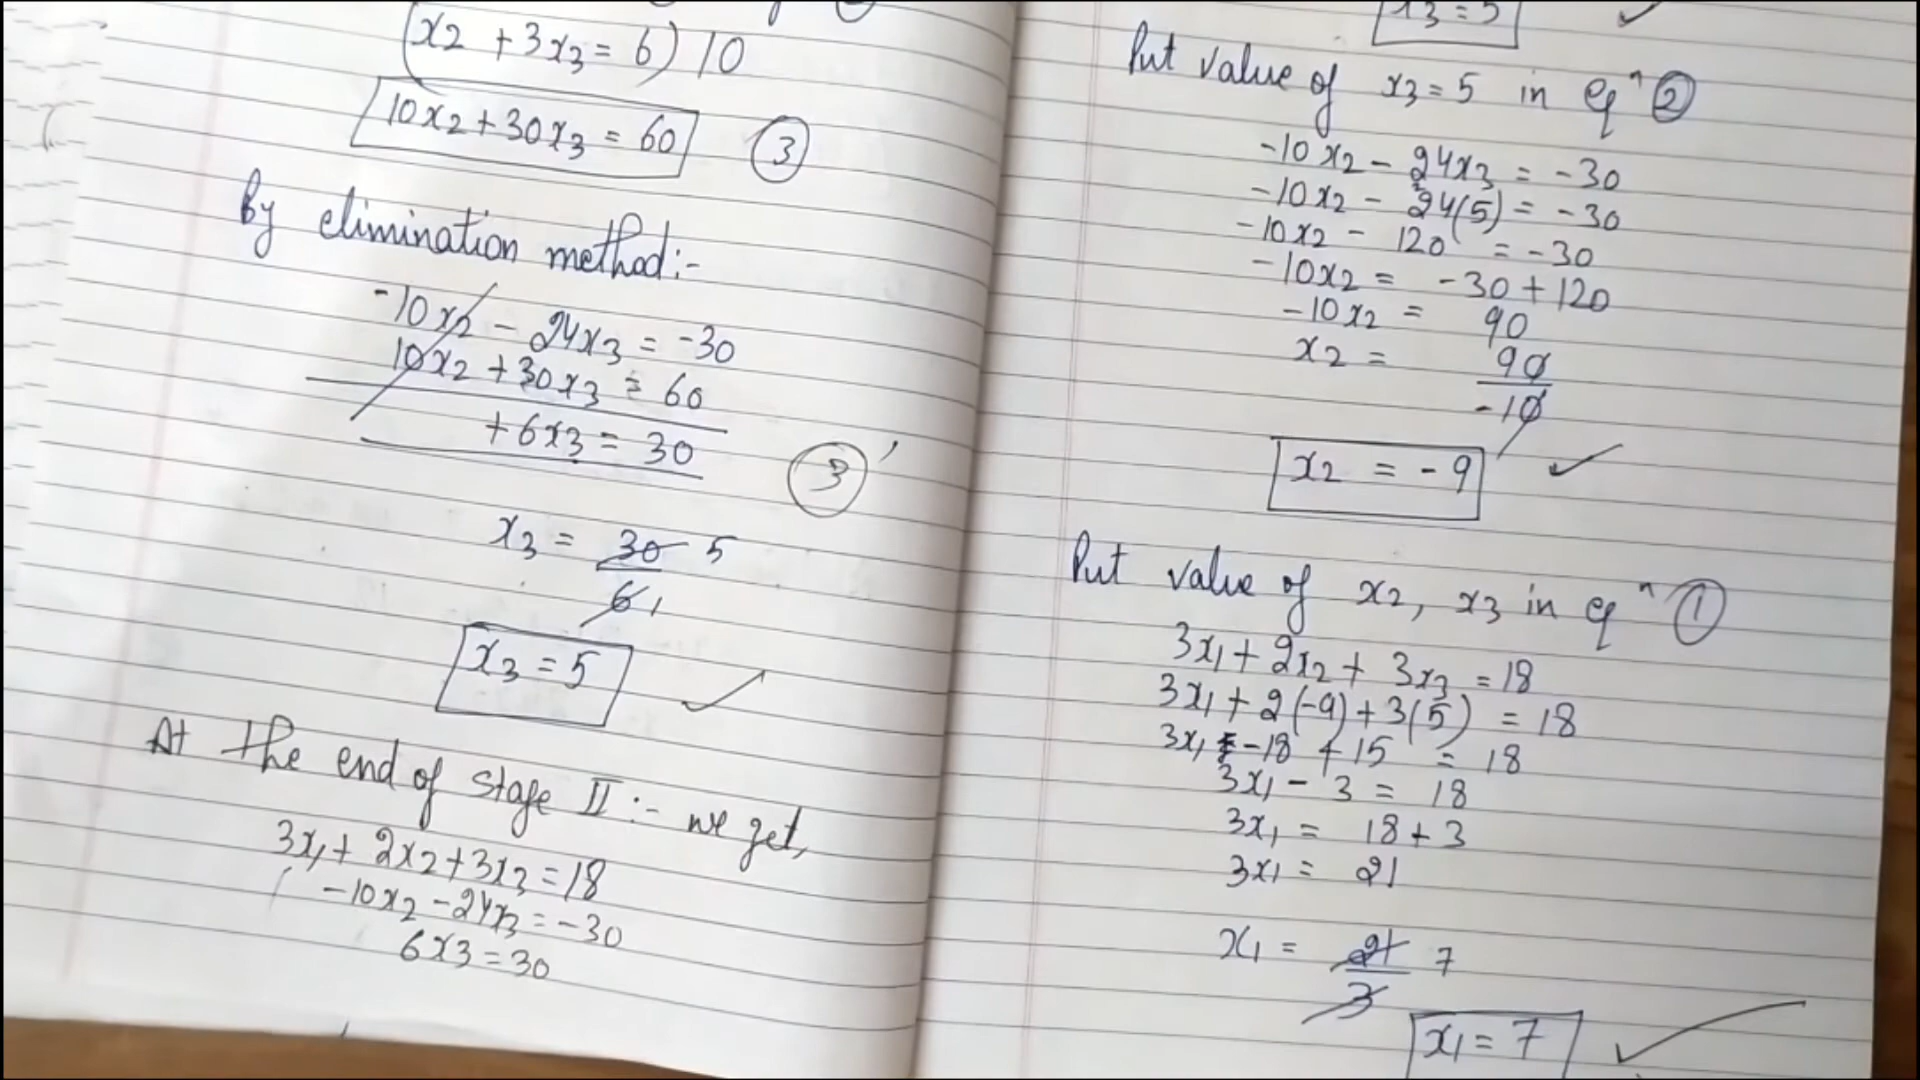 (x2 + 3x3 = 6) 10
10x2 + 30x3 = 60 ③
By elimination method:-
-10x2 - 24x3 = -30
10x2 + 30x3 = 60
+ 6x3 = 30
3'
x3 = 30 5
6 1
x3 = 5
At the end of stage II :- we get,
3x1 + 2x2 + 3x3 = 18
-10x2 - 24x3 = -30
6x3 = 30
x3 = 5
Put value of x3 = 5 in eqn ②
-10x2 - 24x3 = -30
-10x2 - 24(5) = -30
-10x2 - 120 = -30
-10x2 = -30 + 120
-10x2 = 90
x2 = 90
-10
x2 = -9
Put value of x2, x3 in eqn ①
3x1 + 2x2 + 3x3 = 18
3x1 + 2(-9) + 3(5) = 18
3x1 -18 + 15 = 18
3x1 - 3 = 18
3x1 = 18 + 3
3x1 = 21
x1 = 21 7
3
x1 = 7